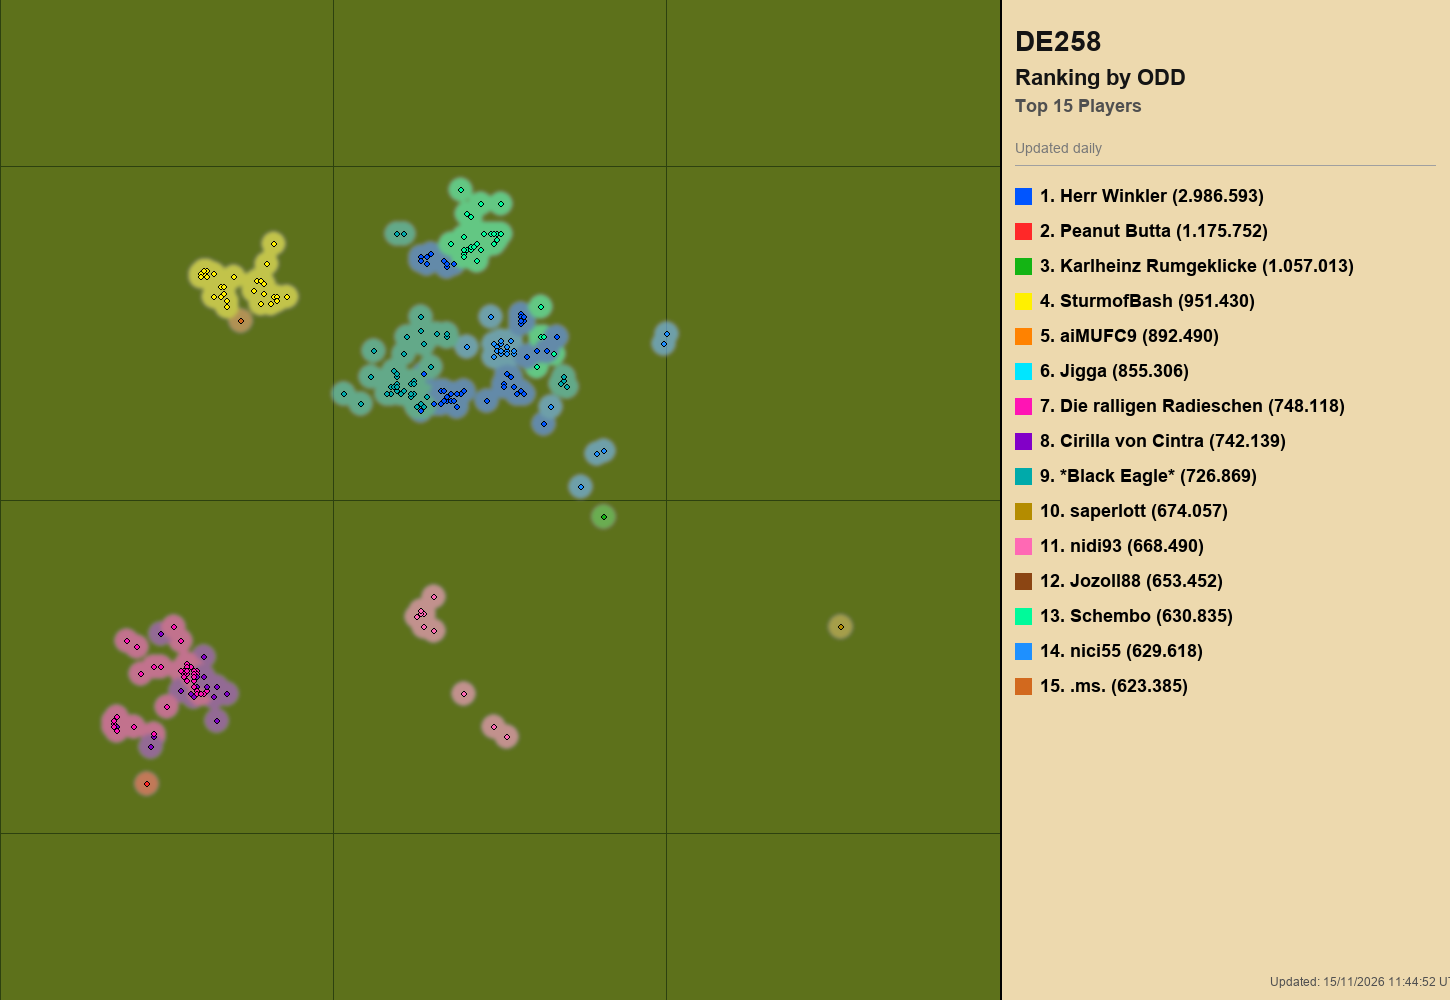 DE258
Ranking by ODD
Top 15 Players
Updated daily
1. Herr Winkler (2.986.593)
2. Peanut Butta (1.175.752)
3. Karlheinz Rumgeklicke (1.057.013)
4. SturmofBash (951.430)
5. aiMUFC9 (892.490)
6. Jigga (855.306)
7. Die ralligen Radieschen (748.118)
8. Cirilla von Cintra (742.139)
9. *Black Eagle* (726.869)
10. saperlott (674.057)
11. nidi93 (668.490)
12. Jozoll88 (653.452)
13. Schembo (630.835)
14. nici55 (629.618)
15. .ms. (623.385)
Updated: 15/11/2026 11:44:52